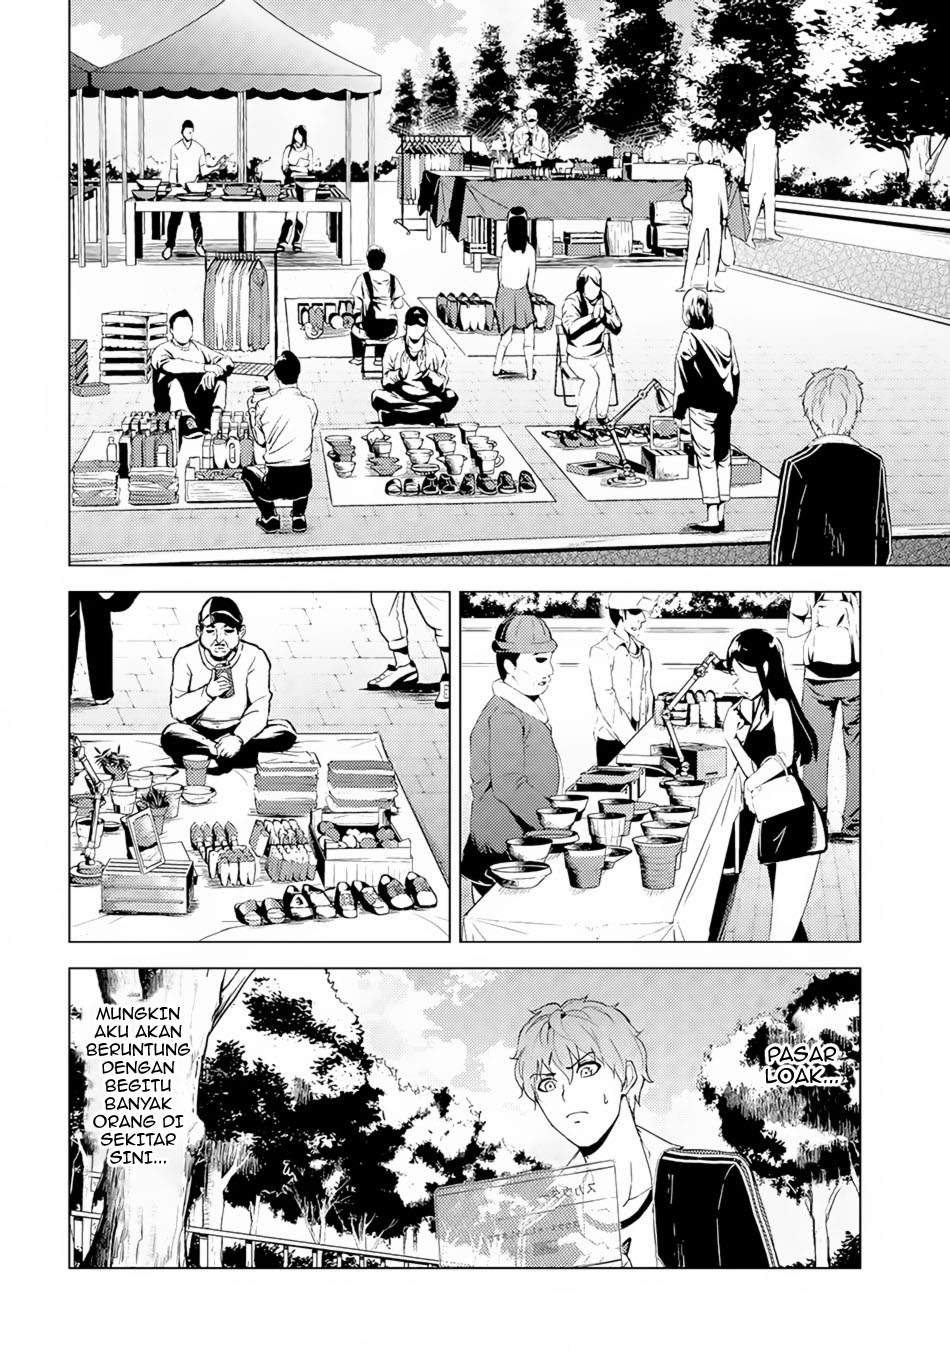 PASAR
LOAK...
MUNGKIN
AKU AKAN
BERUNTUNG
DENGAN
BEGITU
BANYAK
ORANG DI
SEKITAR
SINI...